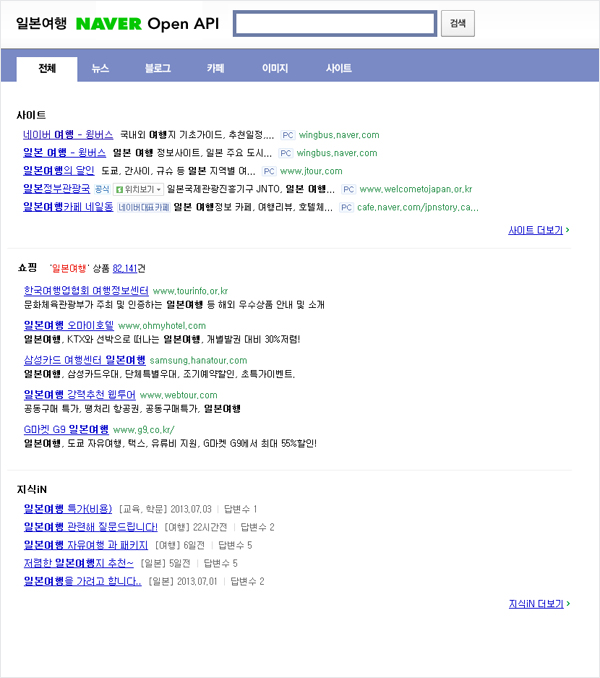 일본여행 NAVER Open API 검색
전체 뉴스 블로그 카페 이미지 사이트
사이트
네이버 여행 - 윙버스 국내외 여행지 기초가이드, 추천일정,... PC wingbus.naver.com
일본 여행 - 윙버스 일본 여행 정보사이트, 일본 주요 도시... PC wingbus.naver.com
일본여행의 달인 도쿄, 간사이, 규슈 등 일본 지역별 여... PC www.jtour.com
일본정부관광국 공식 위치보기 일본국제관광진흥기구 JNTO, 일본 여행... PC www.welcometojapan.or.kr
일본여행카페 네일동 네이버대표카페 일본 여행정보 카페, 여행리뷰, 호텔체... PC cafe.naver.com/jpnstory.ca...
사이트 더보기 >
쇼핑 '일본여행' 상품 82,141건
한국여행업협회 여행정보센터 www.tourinfo.or.kr
문화체육관광부가 주최 및 인증하는 일본여행 등 해외 우수상품 안내 및 소개
일본여행 오마이호텔 www.ohmyhotel.com
일본여행, KTX와 선박으로 떠나는 일본여행, 개별발권 대비 30%저렴!
삼성카드 여행센터 일본여행 samsung.hanatour.com
일본여행, 삼성카드우대, 단체특별우대, 조기예약할인, 초특가이벤트.
일본여행 강력추천 웹투어 www.webtour.com
공동구매 특가, 땡처리 항공권, 공동구매특가, 일본여행
G마켓 G9 일본여행 www.g9.co.kr/
일본여행, 도쿄 자유여행, 택스, 유류비 지원, G마켓 G9에서 최대 55%할인!
지식iN
일본여행 특가(비용) [교육, 학문] 2013.07.03 | 답변수 1
일본여행 관련해 질문드립니다! [여행] 22시간전 | 답변수 2
일본여행 자유여행 과 패키지 [여행] 6일전 | 답변수 5
저렴한 일본여행지 추천~ [일본] 5일전 | 답변수 5
일본여행을 가려고 합니다.. [일본] 2013.07.01 | 답변수 2
지식iN 더보기 >